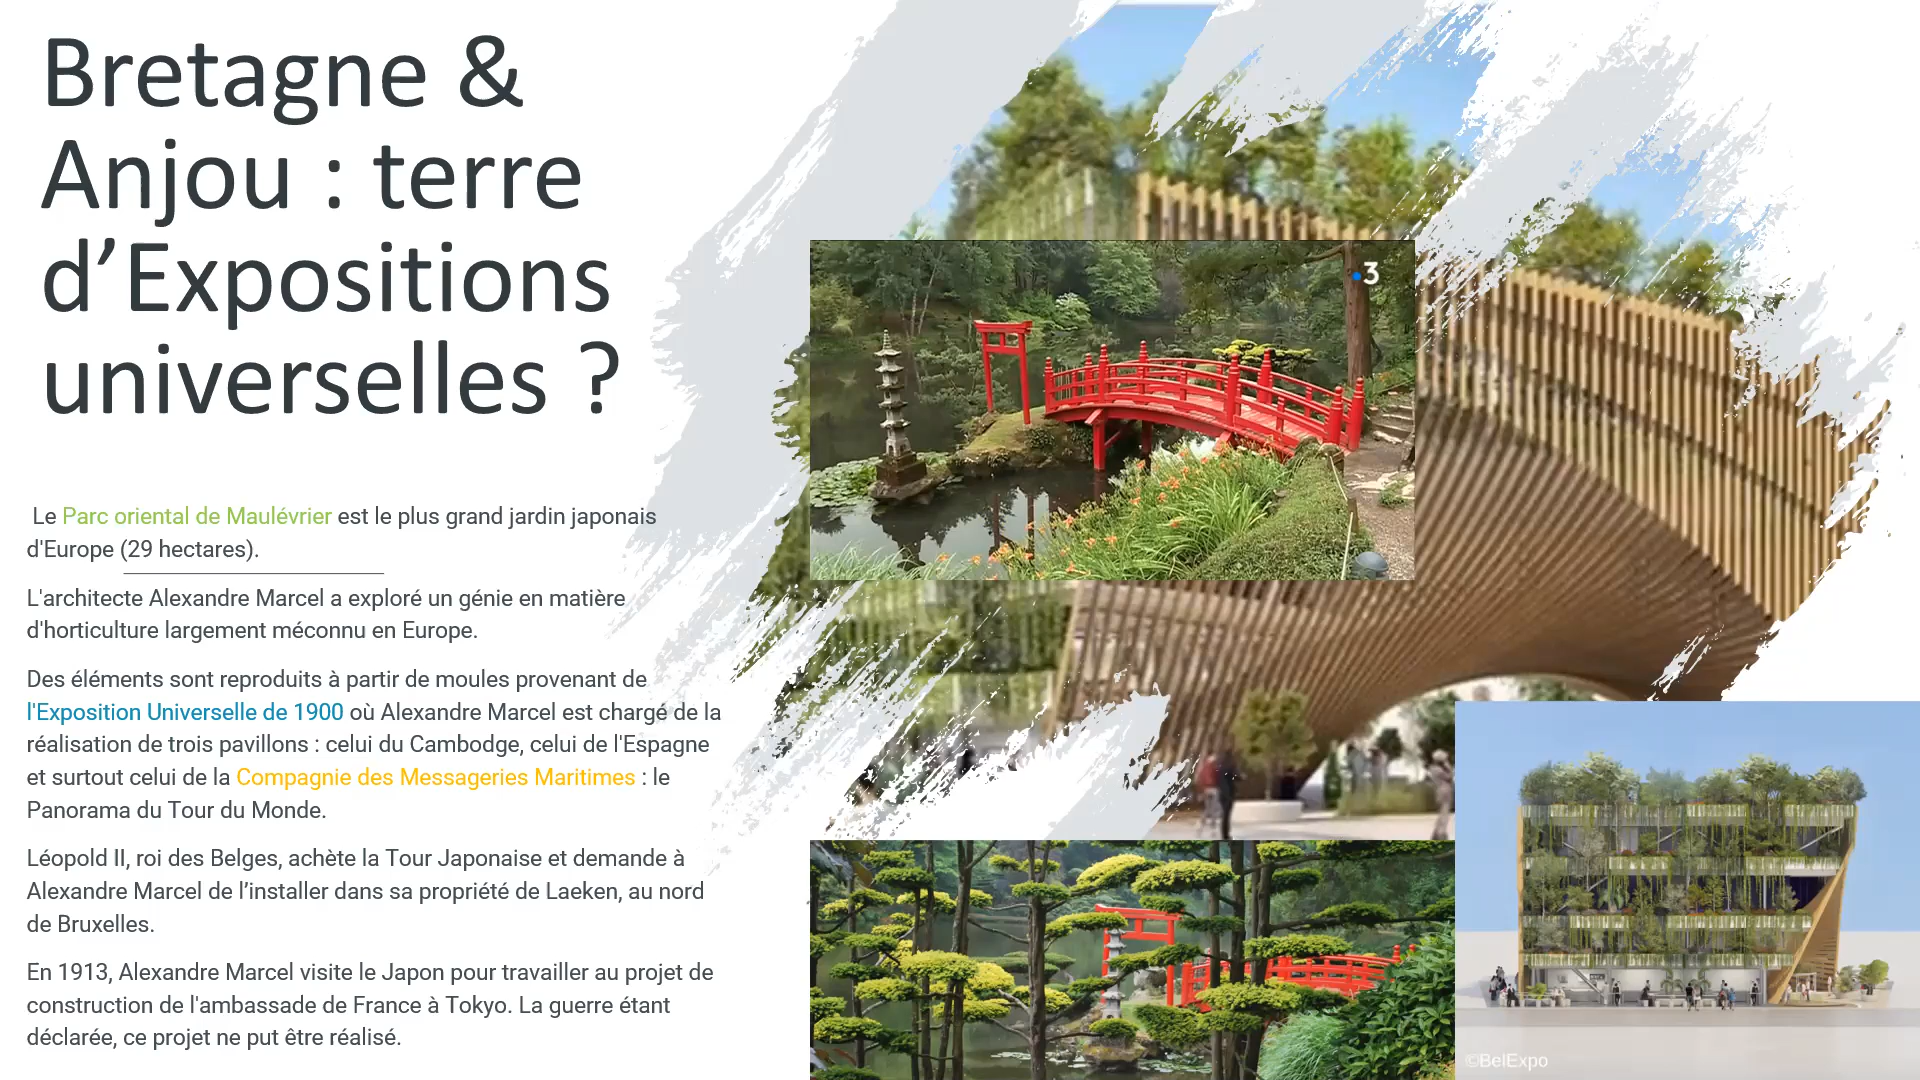 Bretagne &
Anjou : terre
d’Expositions
universelles ?
Le Parc oriental de Maulévrier est le plus grand jardin japonais
d'Europe (29 hectares).
L'architecte Alexandre Marcel a exploré un génie en matière
d'horticulture largement méconnu en Europe.
Des éléments sont reproduits à partir de moules provenant de
l'Exposition Universelle de 1900 où Alexandre Marcel est chargé de la
réalisation de trois pavillons : celui du Cambodge, celui de l'Espagne
et surtout celui de la Compagnie des Messageries Maritimes : le
Panorama du Tour du Monde.
Léopold II, roi des Belges, achète la Tour Japonaise et demande à
Alexandre Marcel de l’installer dans sa propriété de Laeken, au nord
de Bruxelles.
En 1913, Alexandre Marcel visite le Japon pour travailler au projet de
construction de l'ambassade de France à Tokyo. La guerre étant
déclarée, ce projet ne put être réalisé.
3
©BelExpo